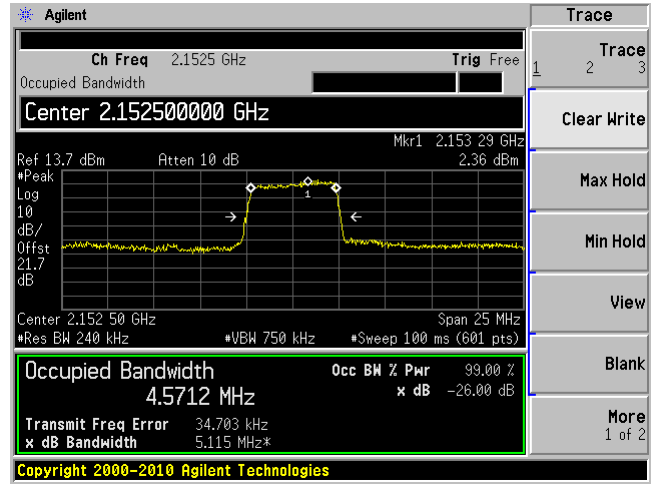 Agilent
Trace
Ch Freq 2.1525 GHz Trig Free
Occupied Bandwidth
Center 2.152500000 GHz
Mkr1 2.153 29 GHz
Ref 13.7 dBm Atten 10 dB 2.36 dBm
#Peak
Log
10
dB/
Offst
21.7
dB
1
Center 2.152 50 GHz Span 25 MHz
#Res BW 240 kHz #VBW 750 kHz #Sweep 100 ms (601 pts)
Occupied Bandwidth
4.5712 MHz
Occ BW % Pwr 99.00 %
x dB -26.00 dB
Transmit Freq Error 34.703 kHz
x dB Bandwidth 5.115 MHz*
Copyright 2000-2010 Agilent Technologies
Trace
1 2 3
Clear Write
Max Hold
Min Hold
View
Blank
More
1 of 2